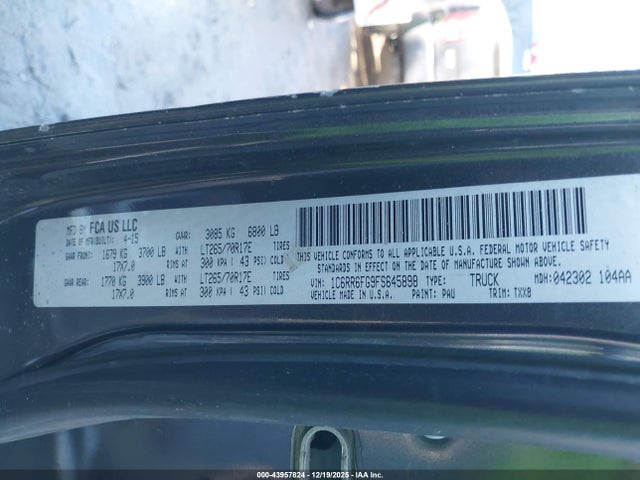 MFD BY FCA US LLC GVWR: 3085 KG 6800 LB
DATE OF MFR(BUILT): 4-15
GAWR FRONT: 1679 KG 3700 LB WITH LT265/70R17E TIRES
17X7.0 RIMS AT 300 KPA( 43 PSI) COLD
GAWR REAR: 1770 KG 3900 LB WITH LT265/70R17E TIRES
17X7.0 RIMS AT 300 KPA( 43 PSI) COLD
THIS VEHICLE CONFORMS TO ALL APPLICABLE U.S.A. FEDERAL MOTOR VEHICLE SAFETY
STANDARDS IN EFFECT ON THE DATE OF MANUFACTURE SHOWN ABOVE.
VIN: 1C6RR6FG9FS645898 TYPE: TRUCK MDH:042302 104AA
MADE IN U.S.A. PAINT: PAU TRIM: TXX8
000-43957824 | 12/19/2025 | IAA Inc.